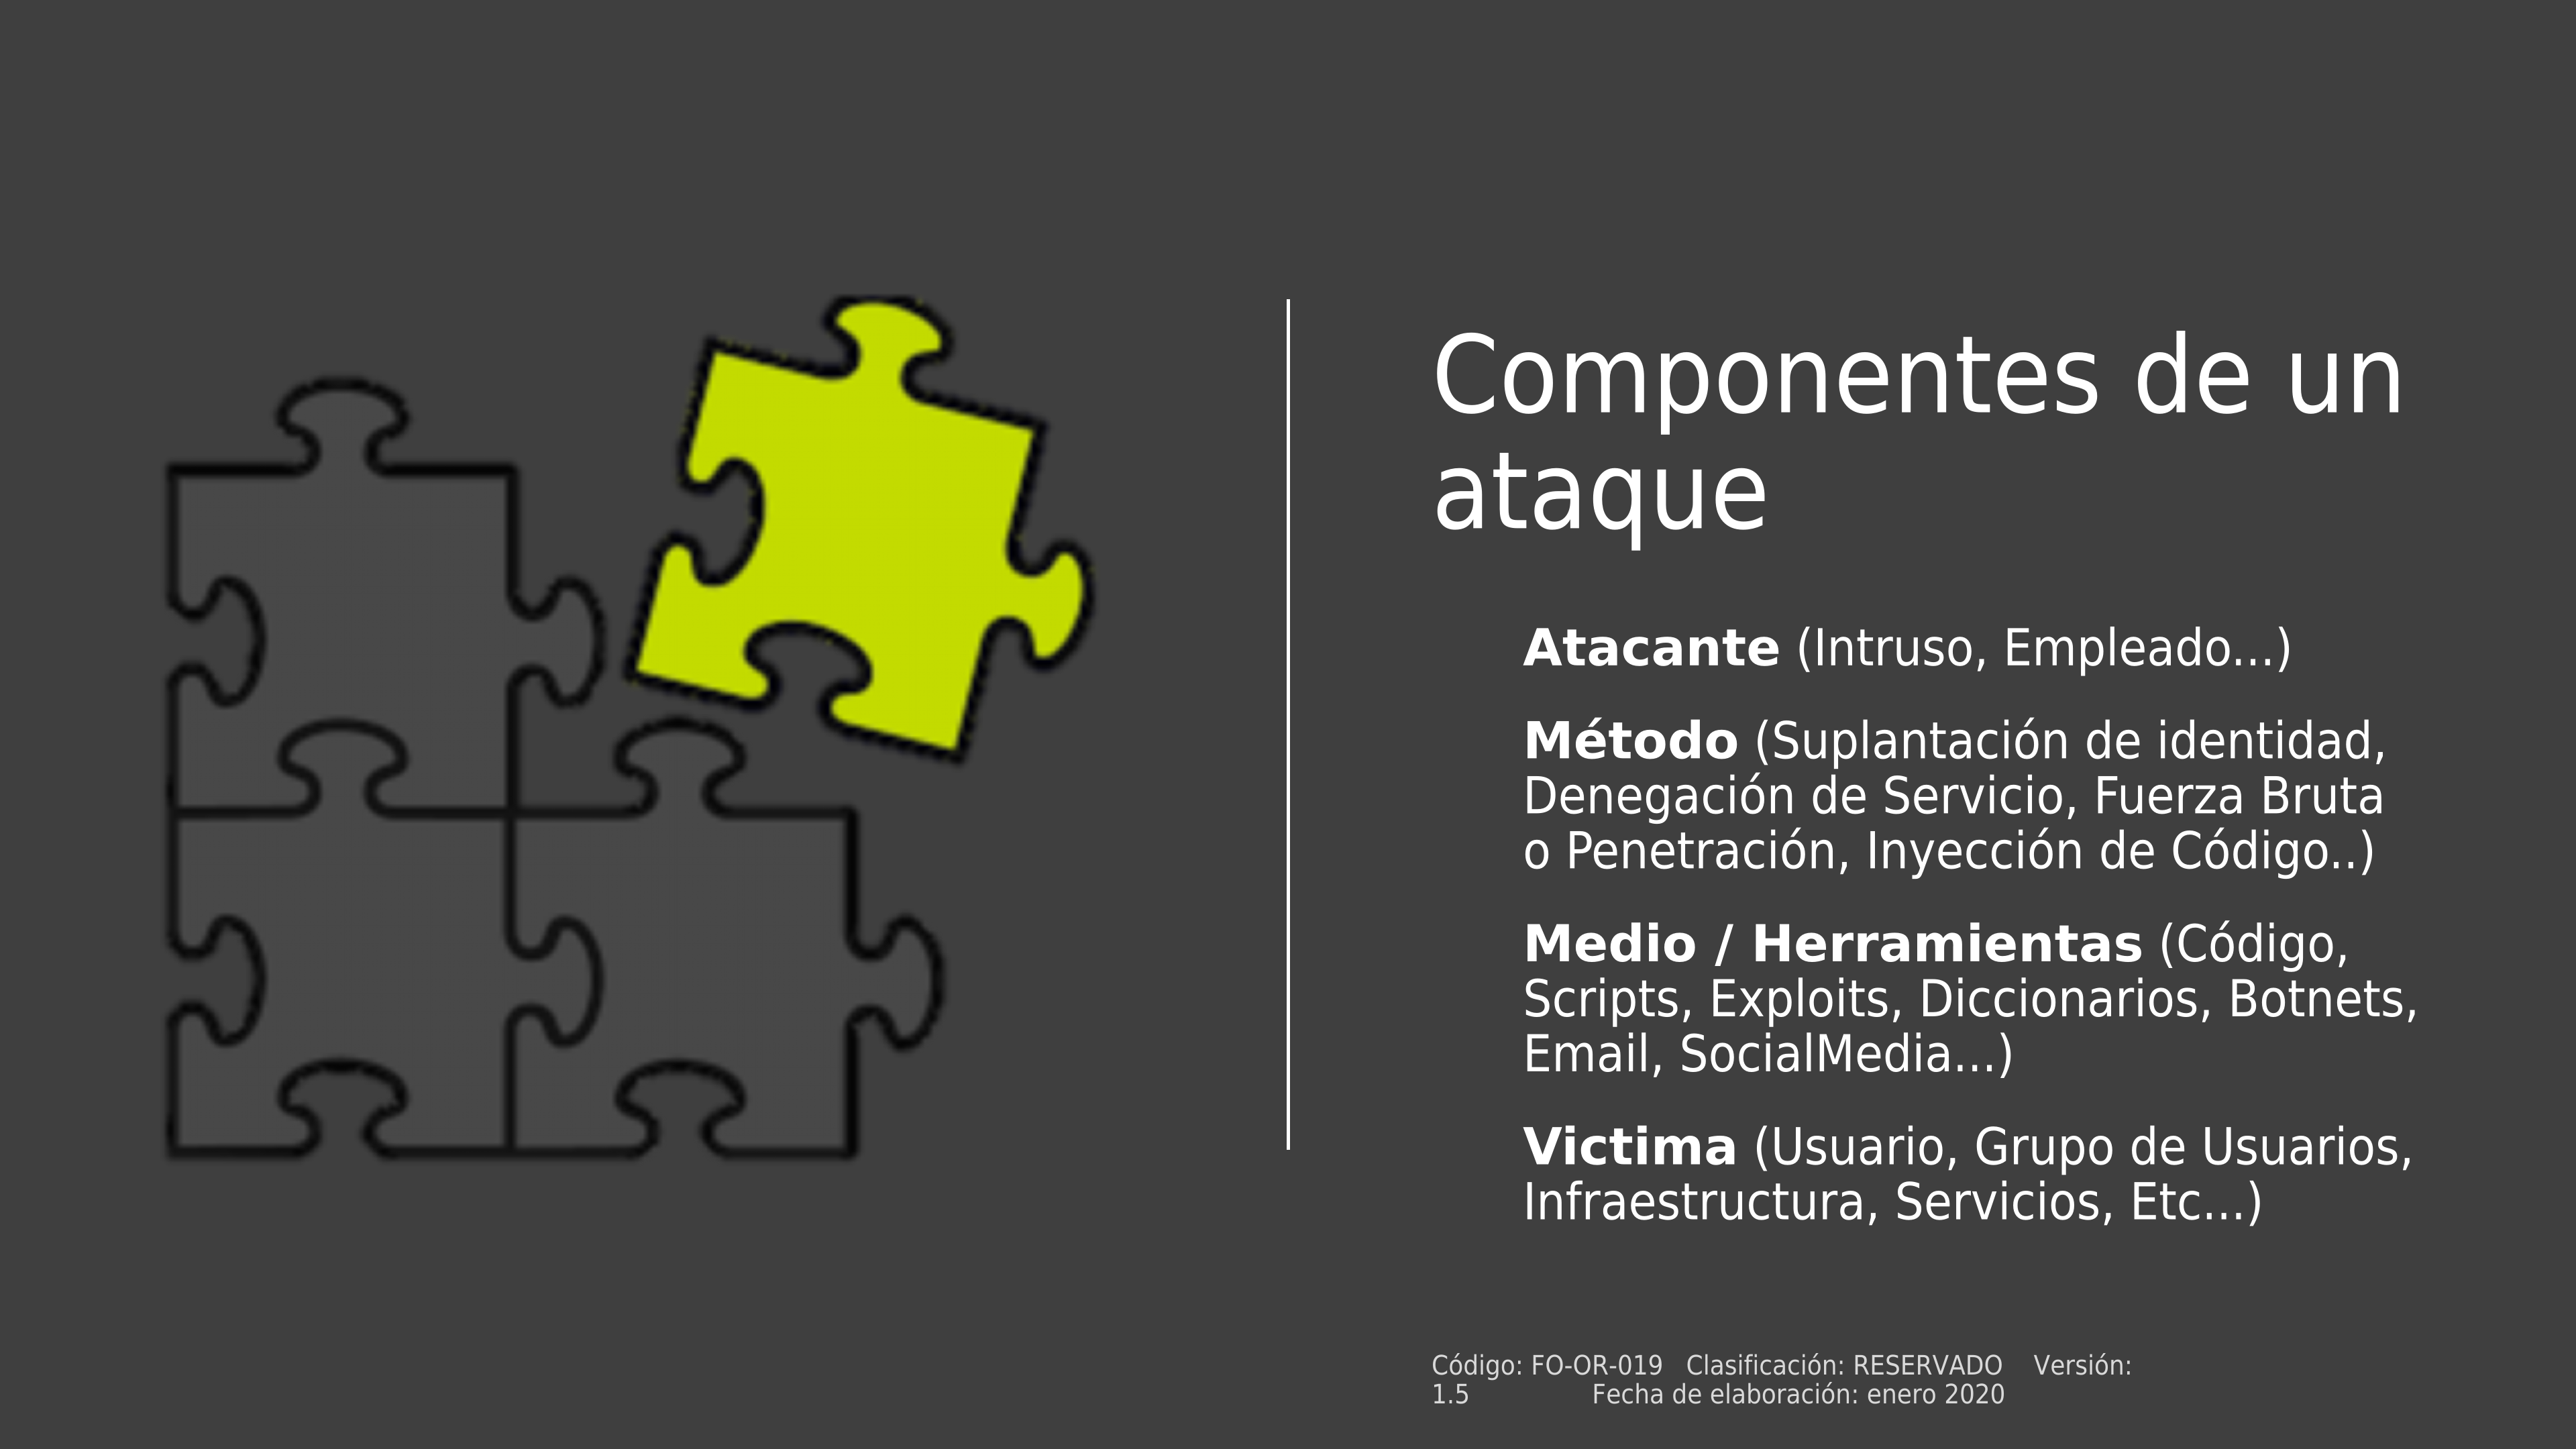 Componentes de un
ataque
Atacante (Intruso, Empleado...)
Método (Suplantación de identidad,
Denegación de Servicio, Fuerza Bruta
o Penetración, Inyección de Código..)
Medio / Herramientas (Código,
Scripts, Exploits, Diccionarios, Botnets,
Email, SocialMedia...)
Victima (Usuario, Grupo de Usuarios,
Infraestructura, Servicios, Etc...)
Código: FO-OR-019 Clasificación: RESERVADO Versión:
1.5 Fecha de elaboración: enero 2020